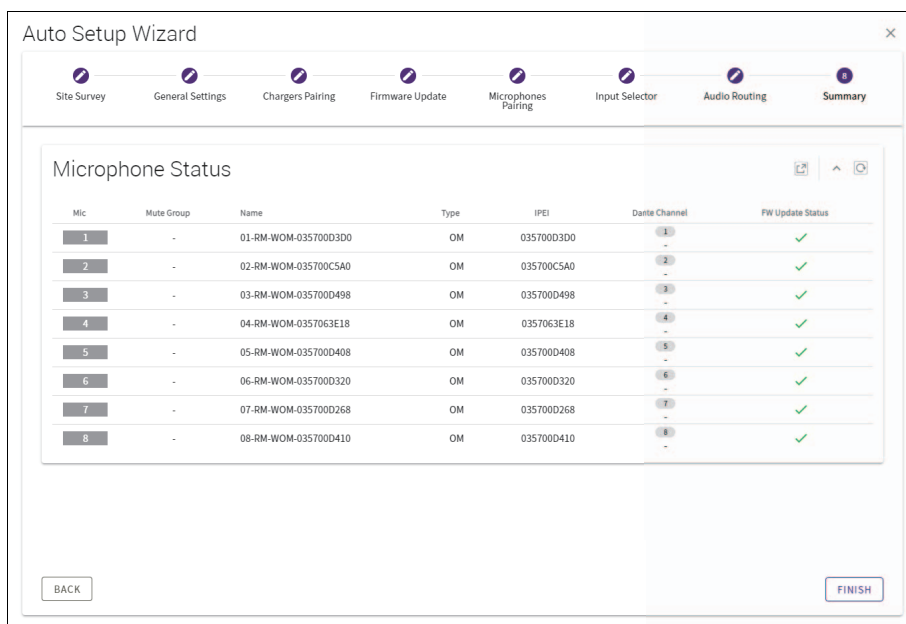 Auto Setup Wizard
Site Survey
General Settings
Chargers Pairing
Firmware Update
Microphones
Pairing
Input Selector
Audio Routing
8
Summary
Microphone Status
Mic Mute Group Name Type IPEI Dante Channel FW Update Status
1 - 01-RM-WOM-035700D3D0 OM 035700D3D0 1
-
2 - 02-RM-WOM-035700C5A0 OM 035700C5A0 2
-
3 - 03-RM-WOM-035700D498 OM 035700D498 3
-
4 - 04-RM-WOM-0357063E18 OM 0357063E18 4
-
5 - 05-RM-WOM-035700D408 OM 035700D408 5
-
6 - 06-RM-WOM-035700D320 OM 035700D320 6
-
7 - 07-RM-WOM-035700D268 OM 035700D268 7
-
8 - 08-RM-WOM-035700D410 OM 035700D410 8
-
BACK
FINISH